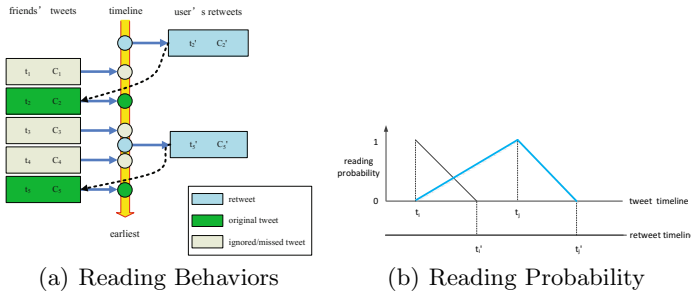 friends' tweets timeline user's retweets
t2' C2'
t1 C1
t2 C2
t3 C3
t5' C5'
t4 C4
t5 C5
retweet
original tweet
ignored/missed tweet
earliest
(a) Reading Behaviors
1
reading
probability
0
tweet timeline
ti tj
retweet timeline
ti' tj'
(b) Reading Probability